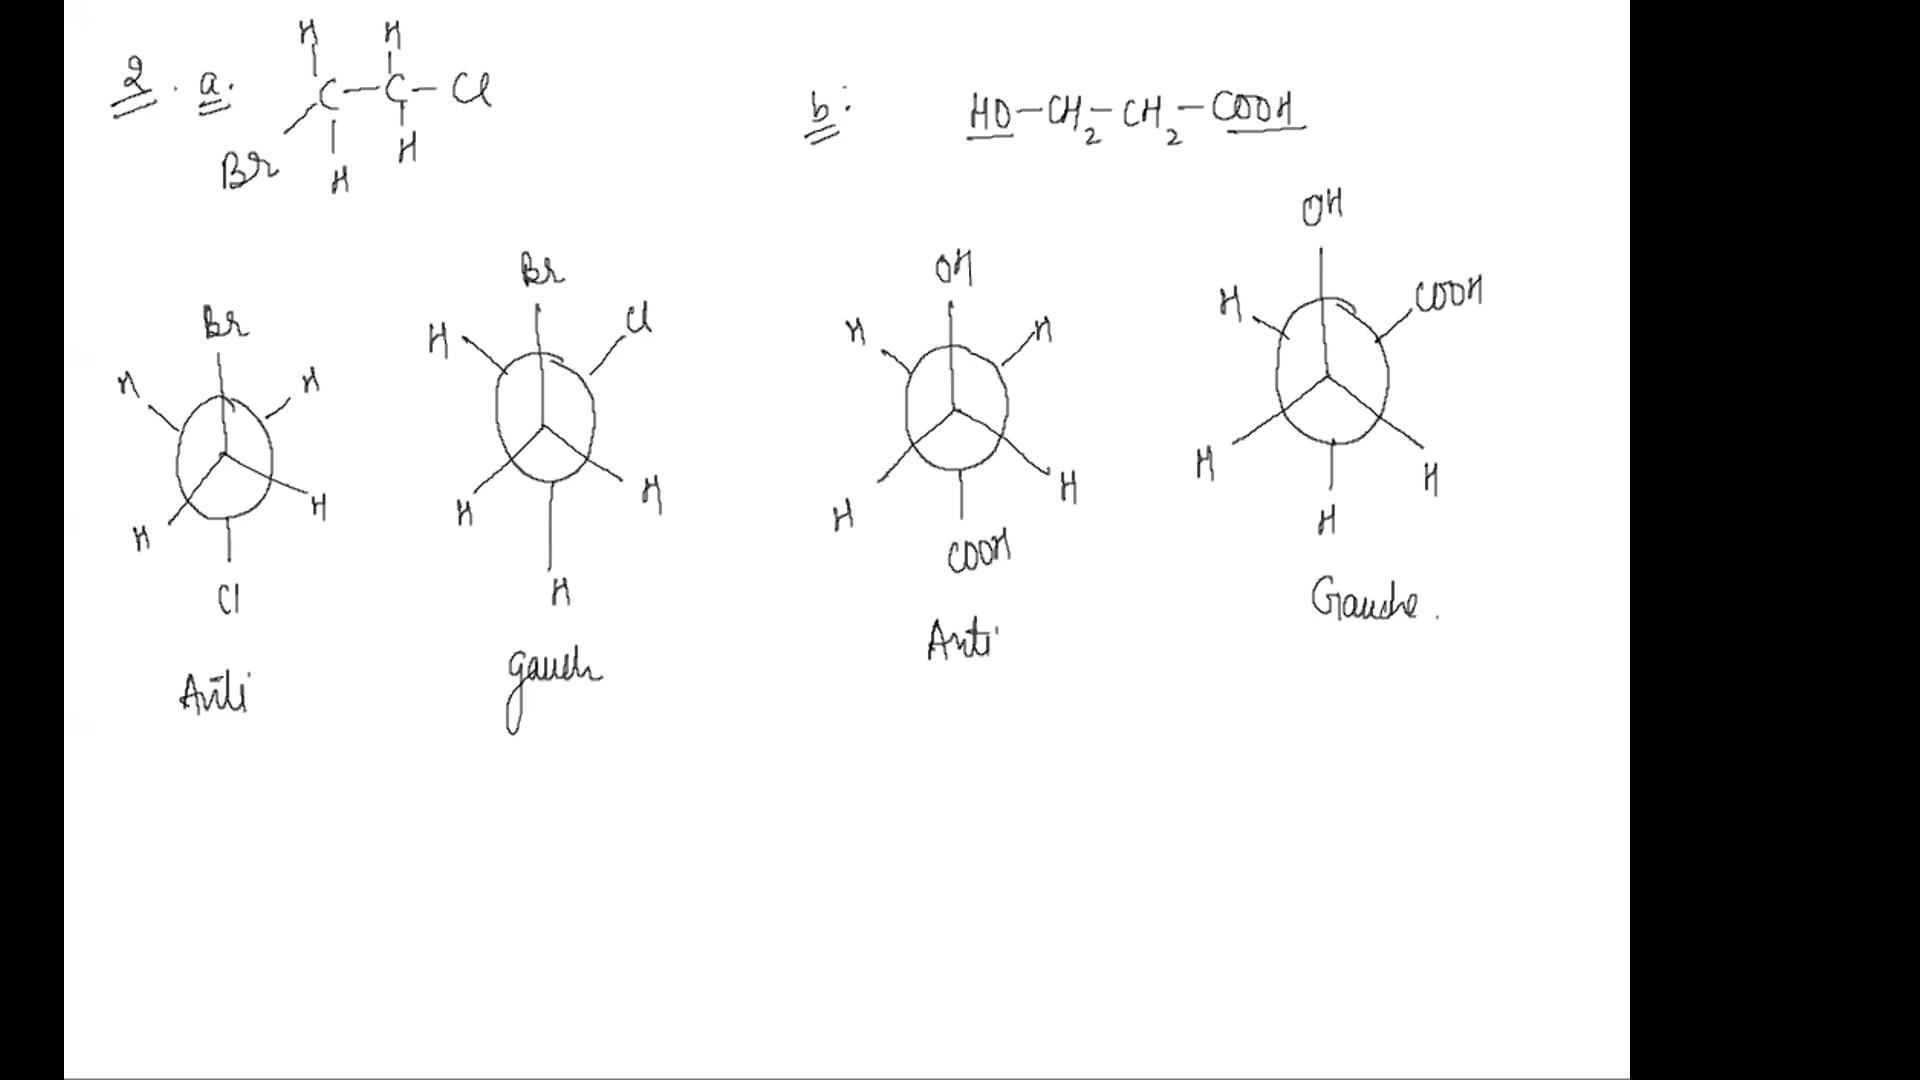 2. a.
H H
C-C-Cl
Br H H
b: HO-CH2-CH2-COOH
Br
H H
H H
Cl
Anti
Br
H Cl
H H
H
gauch
OH
H H
H H
COOH
Anti
OH
H COOH
H H
H
Gauche.